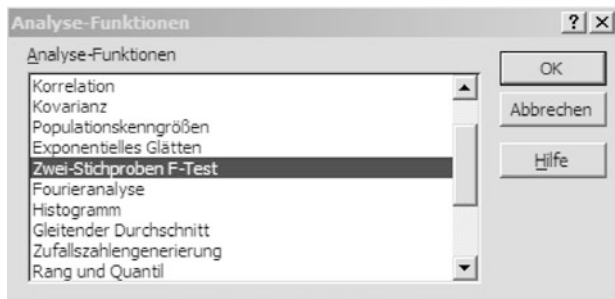 Analyse-Funktionen
Analyse-Funktionen
Korrelation
Kovarianz
Populationskenngrößen
Exponentielles Glätten
Zwei-Stichproben F-Test
Fourieranalyse
Histogramm
Gleitender Durchschnitt
Zufallszahlengenerierung
Rang und Quantil
OK
Abbrechen
Hilfe